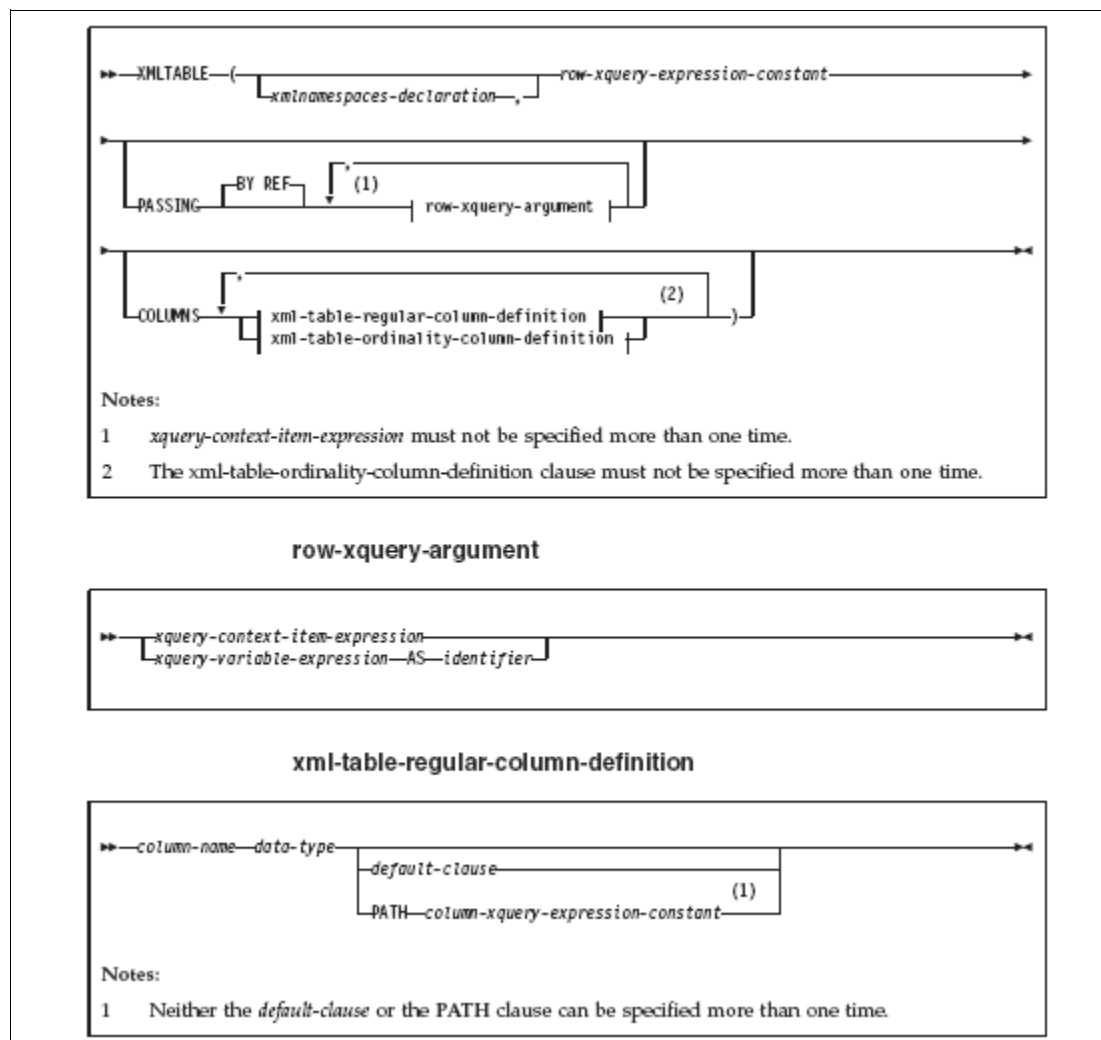 XMLTABLE ( row-xquery-expression-constant
xmlnamespaces-declaration ,
,
BY REF (1)
PASSING row-xquery-argument
,
(2)
COLUMNS xml-table-regular-column-definition )
xml-table-ordinality-column-definition
Notes:
1 xquery-context-item-expression must not be specified more than one time.
2 The xml-table-ordinality-column-definition clause must not be specified more than one time.
row-xquery-argument
xquery-context-item-expression
xquery-variable-expression AS identifier
xml-table-regular-column-definition
column-name data-type
default-clause
(1)
PATH column-xquery-expression-constant
Notes:
1 Neither the default-clause or the PATH clause can be specified more than one time.